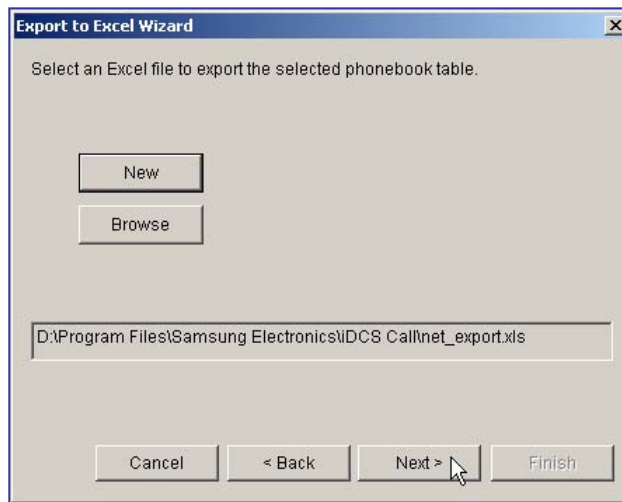 Export to Excel Wizard
Select an Excel file to export the selected phonebook table.
New
Browse
D:\Program Files\Samsung Electronics\iDCS Call\net_export.xls
Cancel
< Back
Next >
Finish